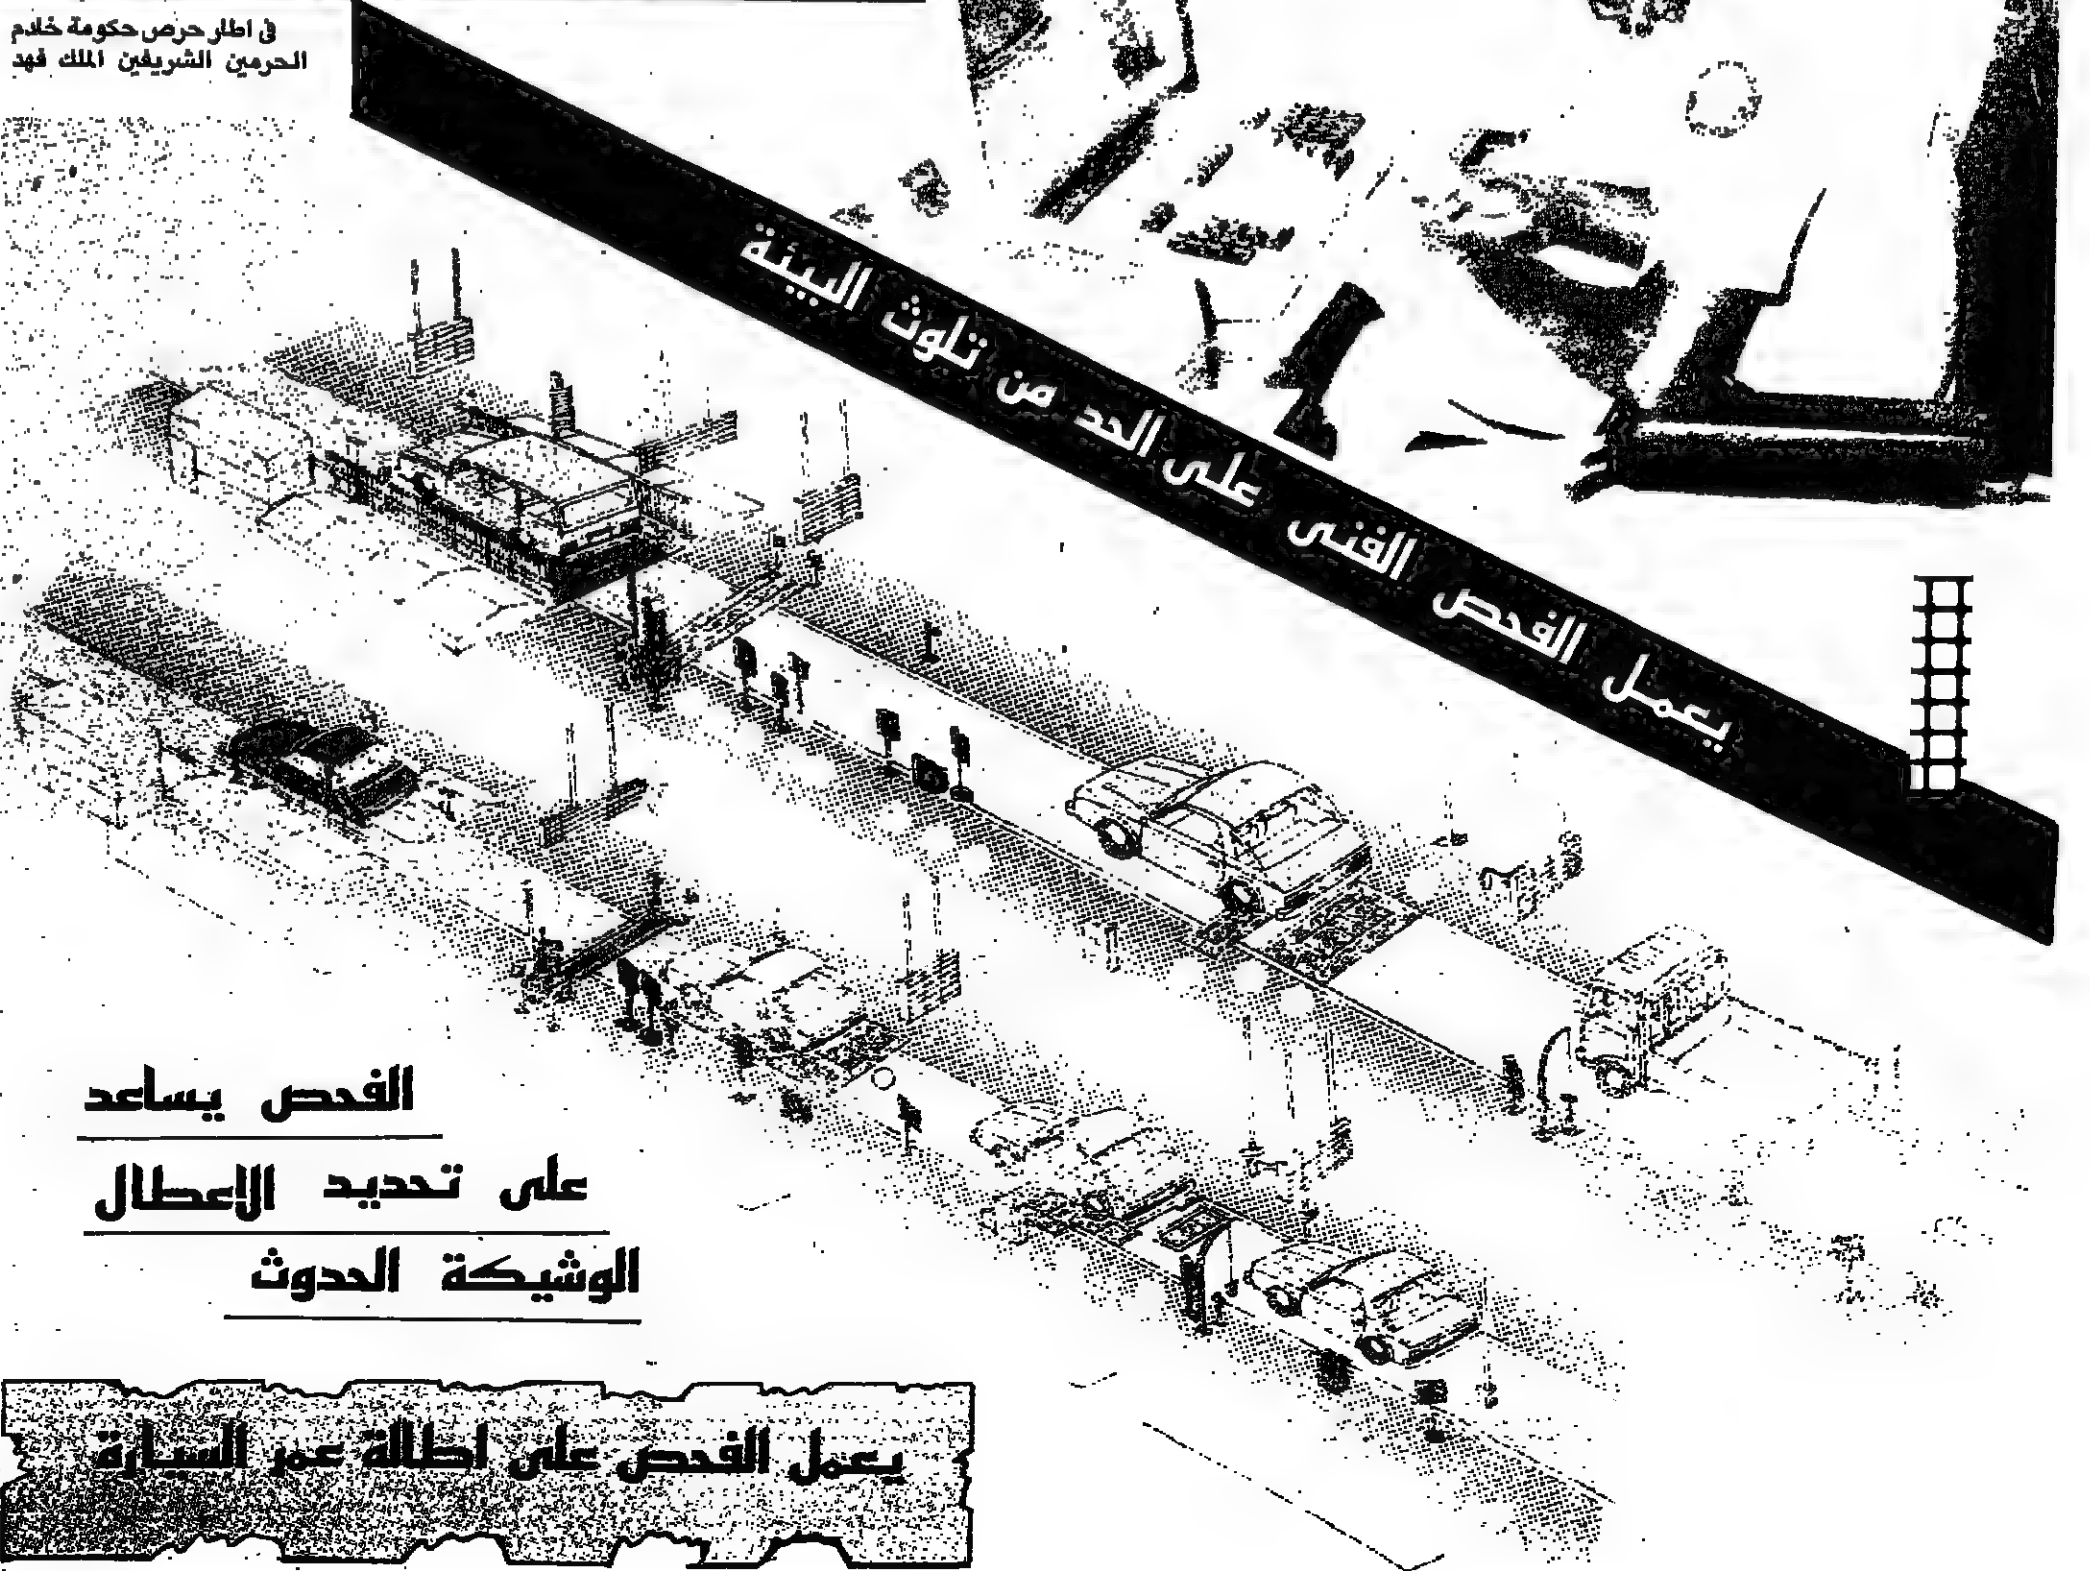 في اطار حرص حكومة خادم
الحرمين الشريفين الملك فهد
يعمل الفحص الفنى على الحد من تلوث البيئة
الفحص يساعد
على تحديد الاعطال
الوشيكة الحدوث
يعمل الفحص على اطالة عمر السيارة